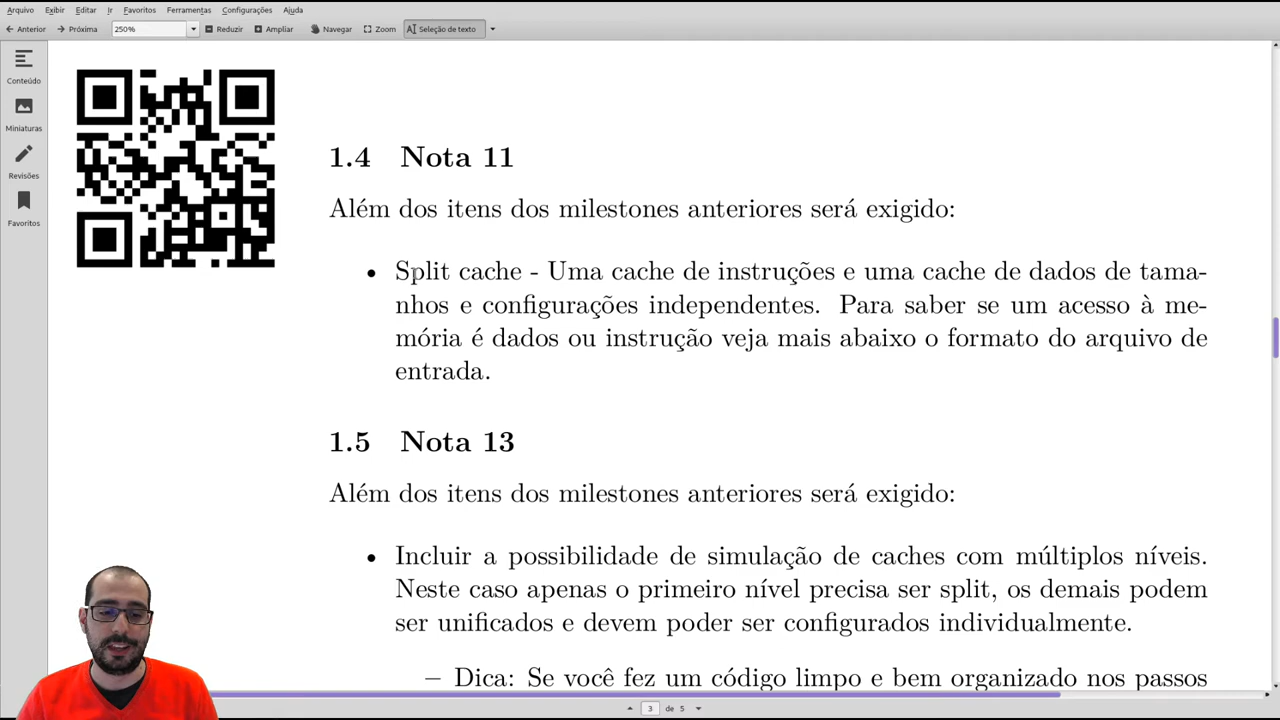 Arquivo Exibir Editar Ir Favoritos Ferramentas Configurações Ajuda
Anterior Próxima 250% Reduzir Ampliar Navegar Zoom Seleção de texto
Conteúdo
Miniaturas
Revisões
Favoritos
1.4 Nota 11
Além dos itens dos milestones anteriores será exigido:
• Split cache - Uma cache de instruções e uma cache de dados de tama-
nhos e configurações independentes. Para saber se um acesso à me-
mória é dados ou instrução veja mais abaixo o formato do arquivo de
entrada.
1.5 Nota 13
Além dos itens dos milestones anteriores será exigido:
• Incluir a possibilidade de simulação de caches com múltiplos níveis.
Neste caso apenas o primeiro nível precisa ser split, os demais podem
ser unificados e devem poder ser configurados individualmente.
– Dica: Se você fez um código limpo e bem organizado nos passos
3 de 5